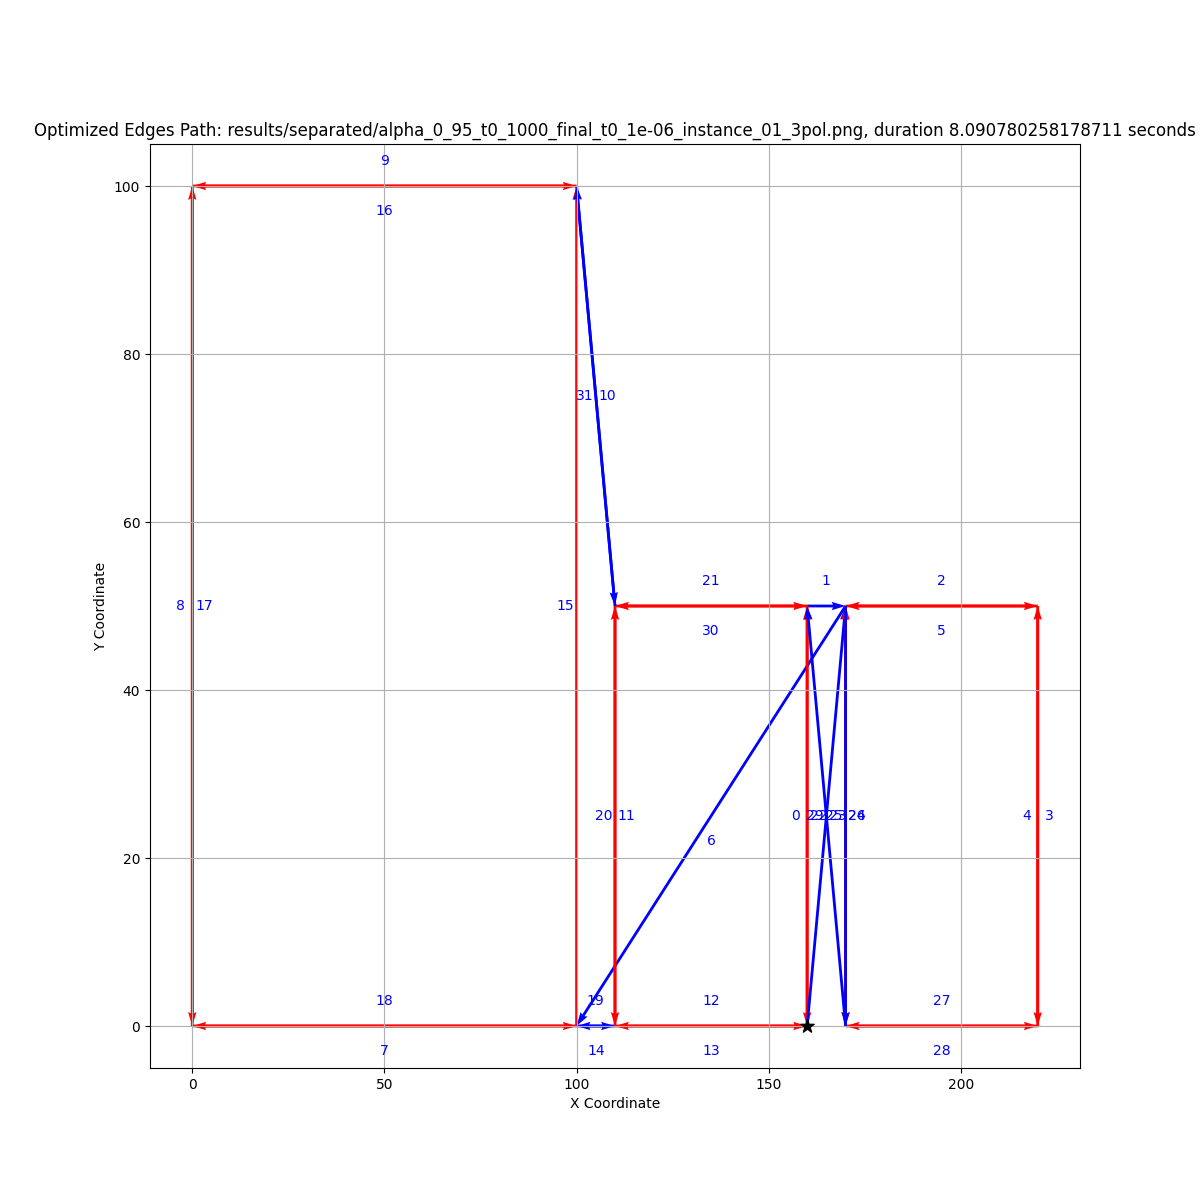 Optimized Edges Path: results/separated/alpha_0_95_t0_1000_final_t0_1e-06_instance_01_3pol.png, duration 8.090780258178711 seconds
9
100
16
80
31 10
60
21 1 2
8 17 15
30 5
Y Coordinate
40
20 11 0 4 3
6
20
18 19 12 27
0
7 14 13 28
0 50 100 150 200
X Coordinate